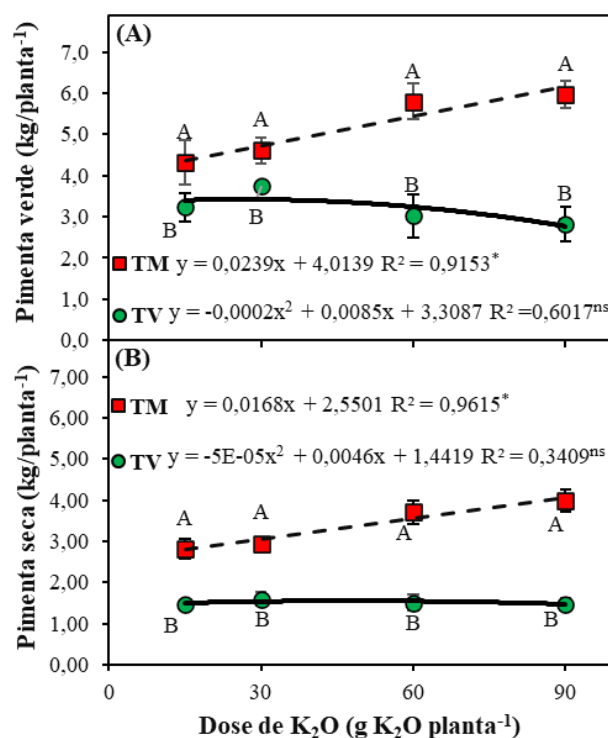 (A)
Pimenta verde (kg/planta⁻¹)
7,0
6,0
5,0
4,0
3,0
2,0
1,0
0,0
A
A
A
A
B
B
B
B
TM y = 0,0239x + 4,0139 R² = 0,9153*
TV y = -0,0002x² + 0,0085x + 3,3087 R² =0,6017ⁿˢ
(B)
Pimenta seca (kg/planta⁻¹)
7,00
6,00
5,00
4,00
3,00
2,00
1,00
0,00
TM y = 0,0168x + 2,5501 R² = 0,9615*
TV y = -5E-05x² + 0,0046x + 1,4419 R² = 0,3409ⁿˢ
A
A
A
A
B
B
B
B
0
30
60
90
Dose de K₂O (g K₂O planta⁻¹)